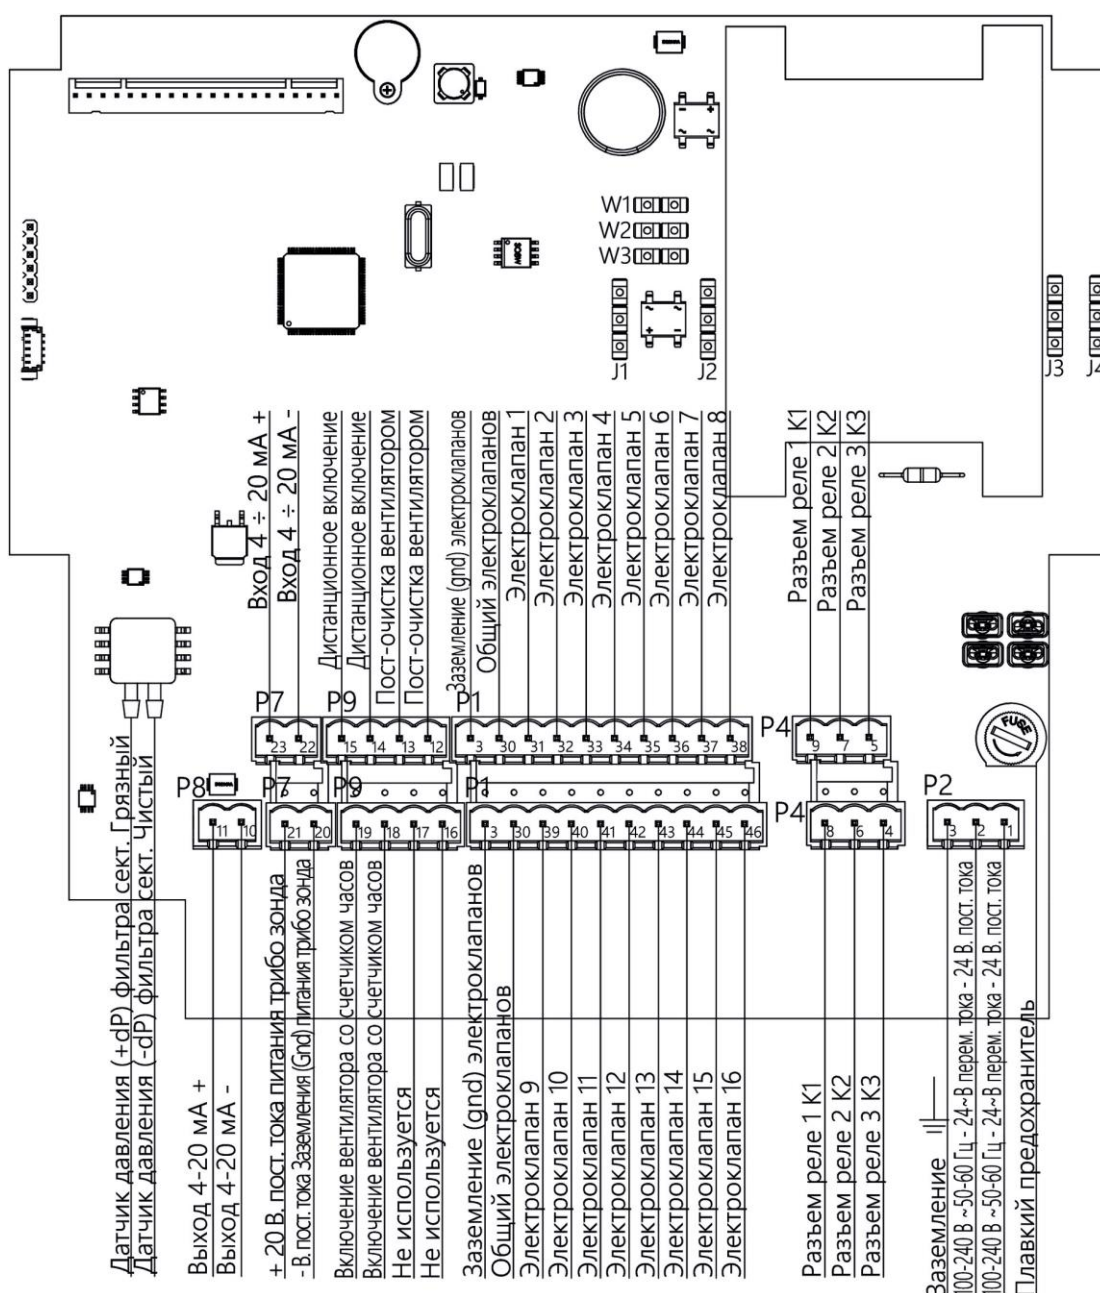 W1
W2
W3
J1
J2
J3
J4
Вход 4 ÷ 20 мА +
Вход 4 ÷ 20 мА -
Дистанционное включение
Дистанционное включение
Пост-очистка вентилятором
Пост-очистка вентилятором
Заземление (gnd) электроклапанов
Общий электроклапанов
Электроклапан 1
Электроклапан 2
Электроклапан 3
Электроклапан 4
Электроклапан 5
Электроклапан 6
Электроклапан 7
Электроклапан 8
Разъем реле 1 K1
Разъем реле 2 K2
Разъем реле 3 K3
P7
P9
P1
P4
FUSE
23 22
15 14 13 12
3 30 31 32 33 34 35 36 37 38
9 7 5
P8
P7
P9
P1
P4
P2
11 10
21 20
19 18 17 16
3 30 39 40 41 42 43 44 45 46
8 6 4
3 2 1
Датчик давления (+dP) фильтра сект. Грязный
Датчик давления (-dP) фильтра сект. Чистый
Выход 4-20 мА +
Выход 4-20 мА -
+ 20 В. пост. тока питания трибо зонда
- В. пост. тока Заземления (Gnd) питания трибо зонда
Включение вентилятора со счетчиком часов
Включение вентилятора со счетчиком часов
Не используется
Не используется
Заземление (gnd) электроклапанов
Общий электроклапанов
Электроклапан 9
Электроклапан 10
Электроклапан 11
Электроклапан 12
Электроклапан 13
Электроклапан 14
Электроклапан 15
Электроклапан 16
Разъем реле 1 K1
Разъем реле 2 K2
Разъем реле 3 K3
Заземление
100-240 В ~50-60 Гц - 24~В перем. тока - 24 В. пост. тока
100-240 В ~50-60 Гц - 24~В перем. тока - 24 В. пост. тока
Плавкий предохранитель